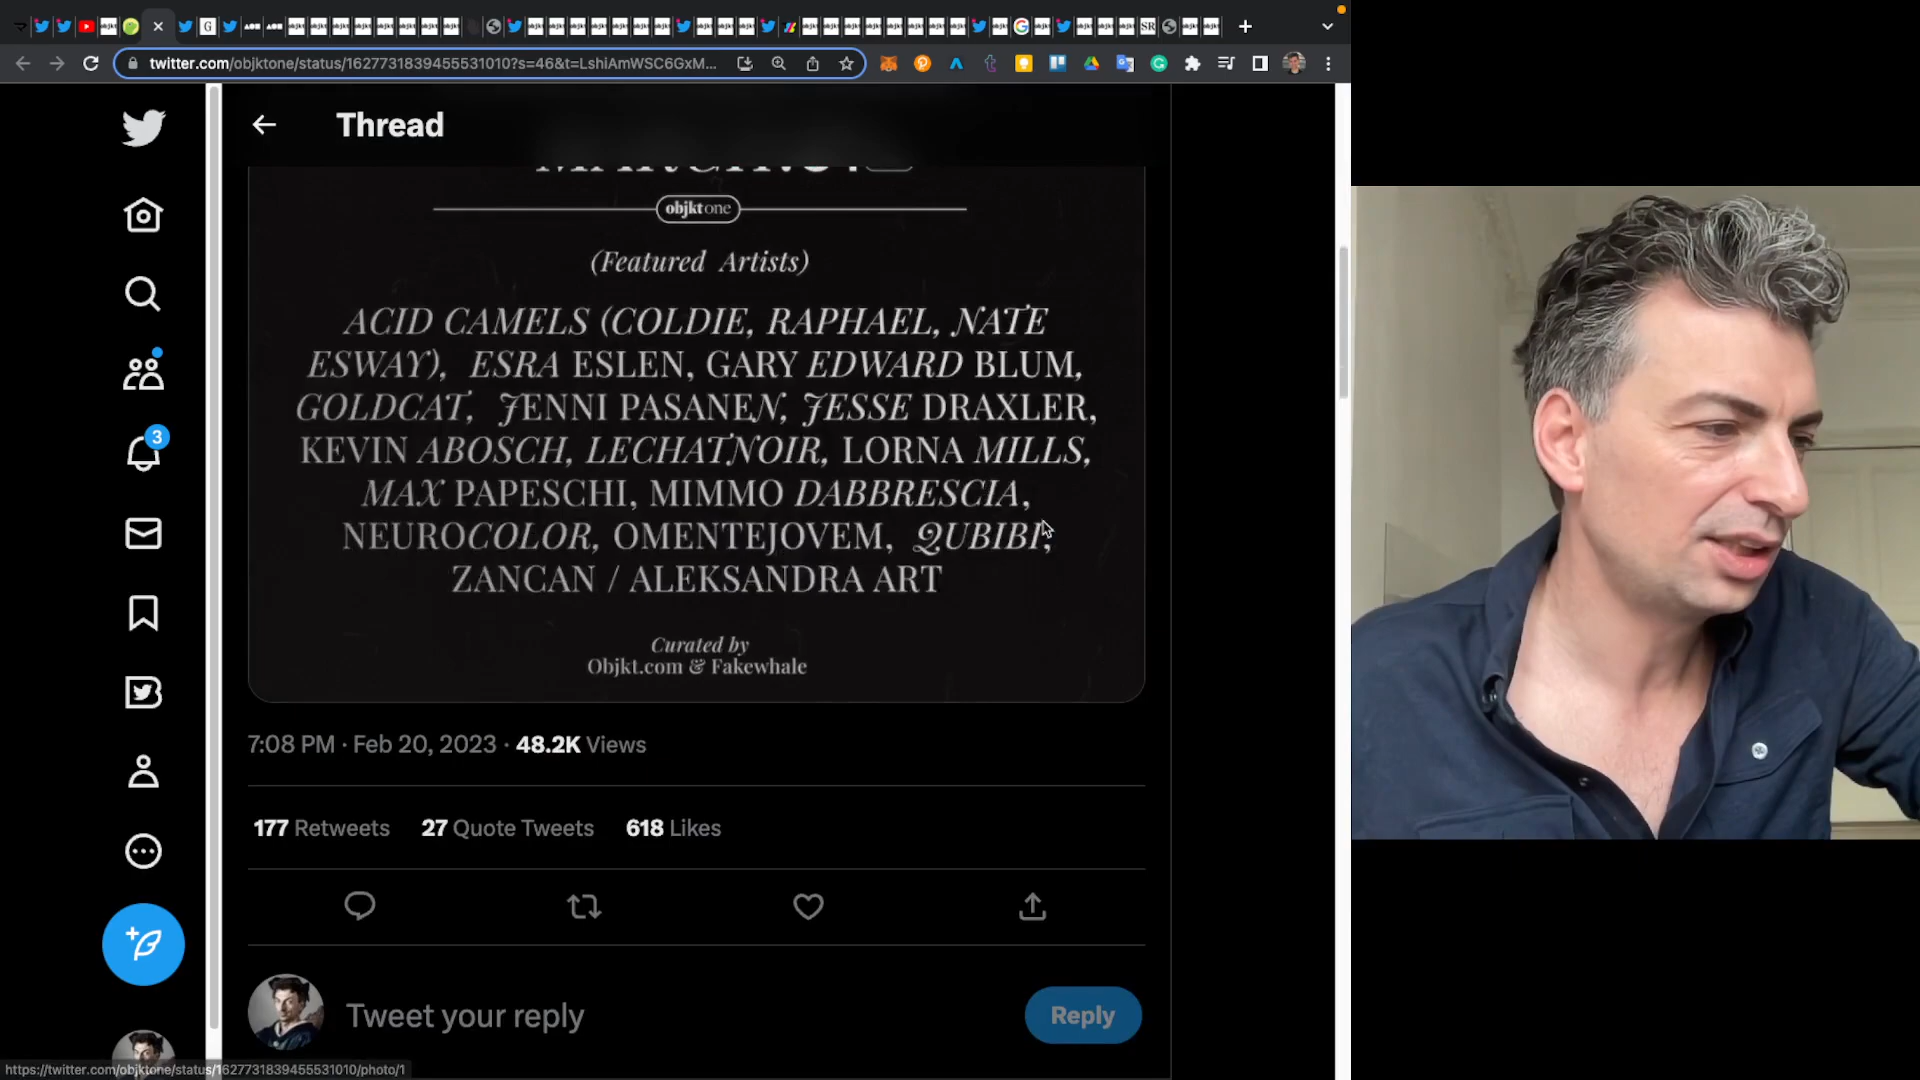 twitter.com/objktone/status/1627731839455531010?s=46&t=LshiAmWSC6GxM...
Thread
objktone
(Featured Artists)
ACID CAMELS (COLDIE, RAPHAEL, NATE
ESWAY), ESRA ESLEN, GARY EDWARD BLUM,
GOLDCAT, JENNI PASANEN, JESSE DRAXLER,
KEVIN ABOSCH, LECHATNOIR, LORNA MILLS,
MAX PAPESCHI, MIMMO DABBRESCIA,
NEUROCOLOR, OMENTEJOVEM, QUBIBI,
ZANCAN / ALEKSANDRA ART
Curated by
Objkt.com & Fakewhale
3
7:08 PM · Feb 20, 2023 · 48.2K Views
177 Retweets 27 Quote Tweets 618 Likes
Tweet your reply
Reply
https://twitter.com/objktone/status/1627731839455531010/photo/1